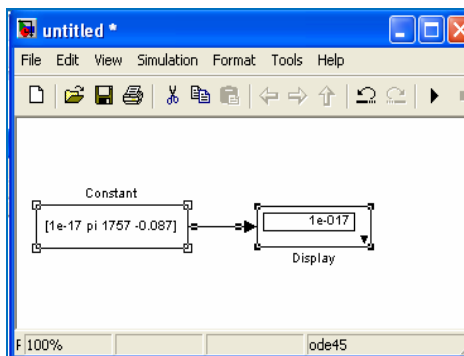 untitled *
File Edit View Simulation Format Tools Help
Constant
[1e-17 pi 1757 -0.087]
1e-017
Display
F 100% ode45